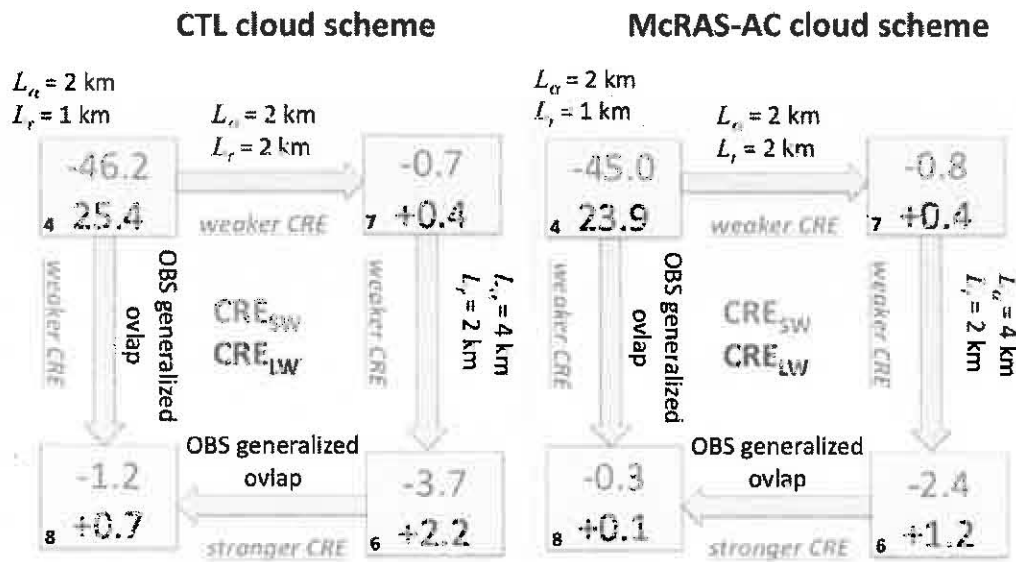 CTL cloud scheme
Lα = 2 km
Lr = 1 km
Lα = 2 km
Lr = 2 km
-46.2
4 25.4
weaker CRE
-0.7
7 +0.4
weaker CRE
OBS generalized
ovlap
CRESW
CRELW
weaker CRE
Lα = 4 km
Lr = 2 km
OBS generalized
ovlap
-1.2
8 +0.7
stronger CRE
-3.7
6 +2.2
McRAS-AC cloud scheme
Lα = 2 km
Lr = 1 km
Lα = 2 km
Lr = 2 km
-45.0
4 23.9
weaker CRE
-0.8
7 +0.4
weaker CRE
OBS generalized
ovlap
CRESW
CRELW
weaker CRE
Lα = 4 km
Lr = 2 km
OBS generalized
ovlap
-0.3
8 +0.1
stronger CRE
-2.4
6 +1.2